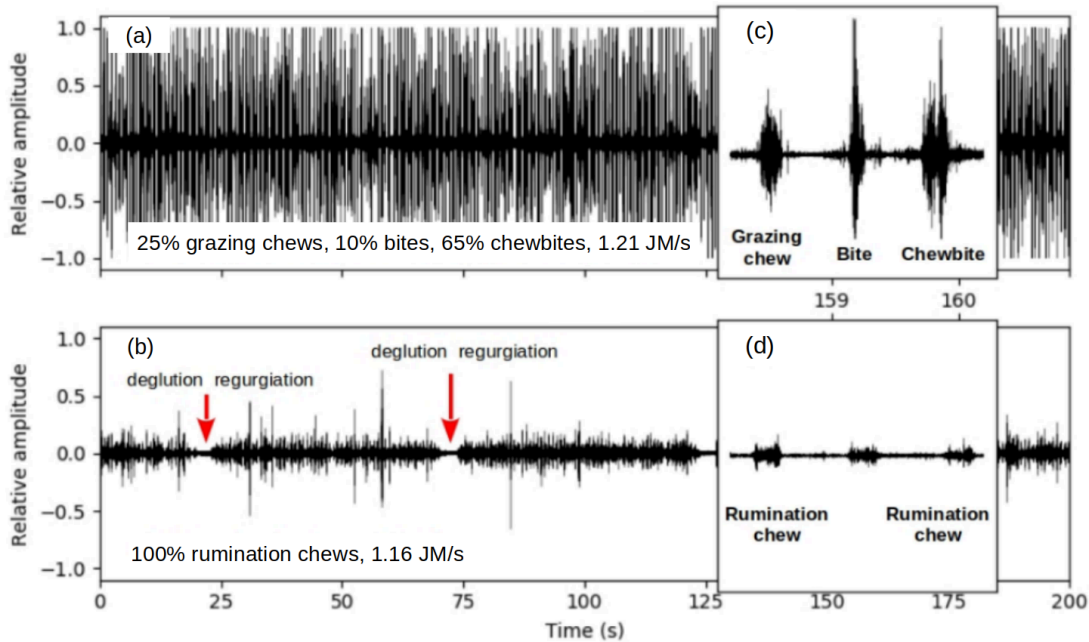 (a)
1.0
0.5
0.0
−0.5
−1.0
Relative amplitude
25% grazing chews, 10% bites, 65% chewbites, 1.21 JM/s
(c)
Grazing
chew
Bite
Chewbite
159
160
(b)
1.0
0.5
0.0
−0.5
−1.0
Relative amplitude
deglution regurgiation
deglution regurgiation
100% rumination chews, 1.16 JM/s
(d)
Rumination
chew
Rumination
chew
0
25
50
75
100
125
150
175
200
Time (s)